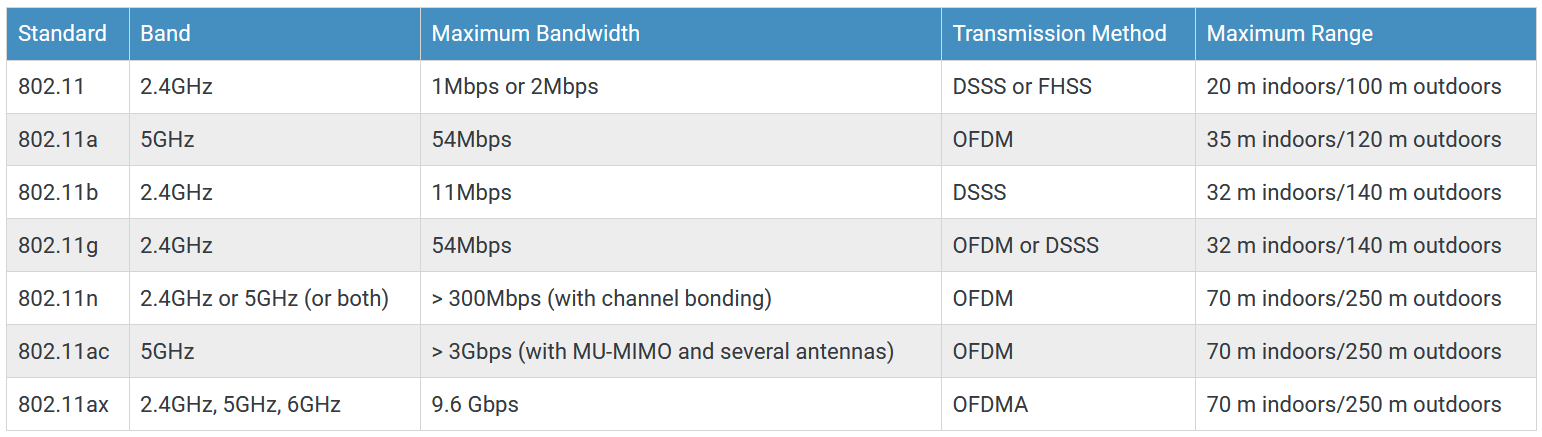 Standard Band Maximum Bandwidth Transmission Method Maximum Range
802.11 2.4GHz 1Mbps or 2Mbps DSSS or FHSS 20 m indoors/100 m outdoors
802.11a 5GHz 54Mbps OFDM 35 m indoors/120 m outdoors
802.11b 2.4GHz 11Mbps DSSS 32 m indoors/140 m outdoors
802.11g 2.4GHz 54Mbps OFDM or DSSS 32 m indoors/140 m outdoors
802.11n 2.4GHz or 5GHz (or both) > 300Mbps (with channel bonding) OFDM 70 m indoors/250 m outdoors
802.11ac 5GHz > 3Gbps (with MU-MIMO and several antennas) OFDM 70 m indoors/250 m outdoors
802.11ax 2.4GHz, 5GHz, 6GHz 9.6 Gbps OFDMA 70 m indoors/250 m outdoors